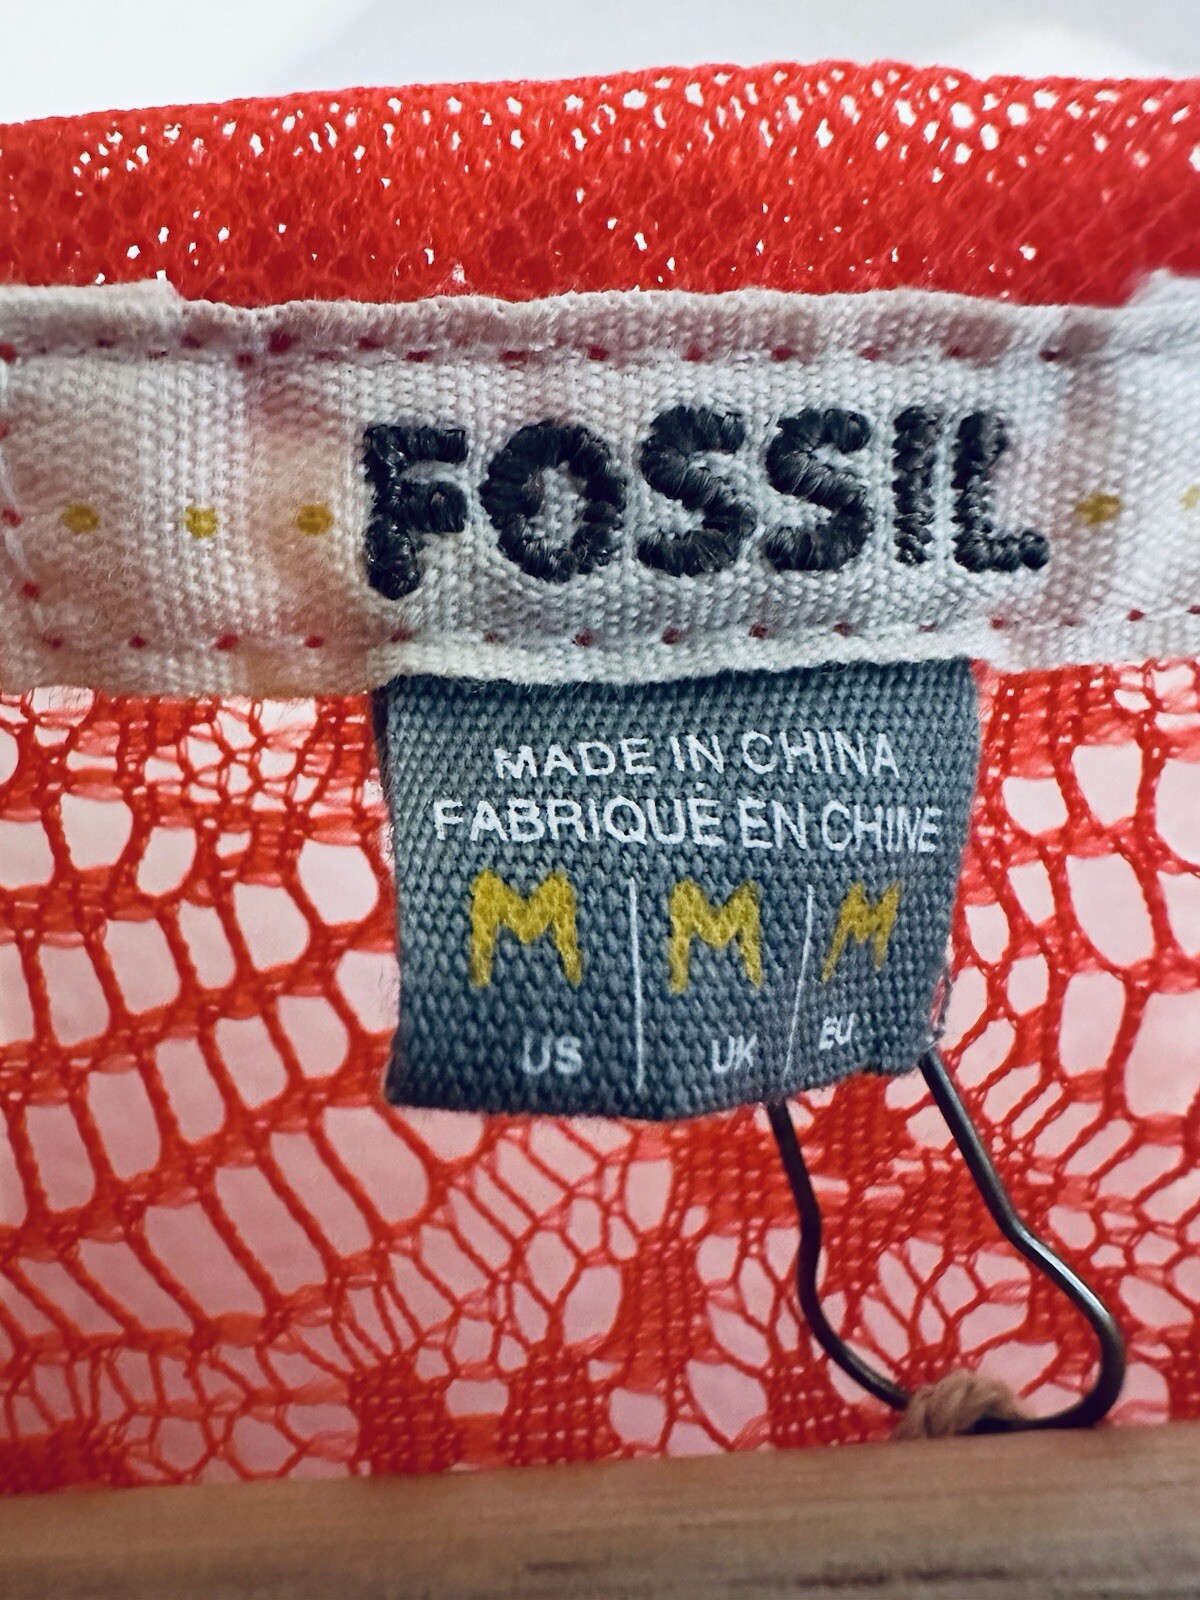 FOSSIL
MADE IN CHINA
FABRIQUÉ EN CHINE
M M M
US UK EU